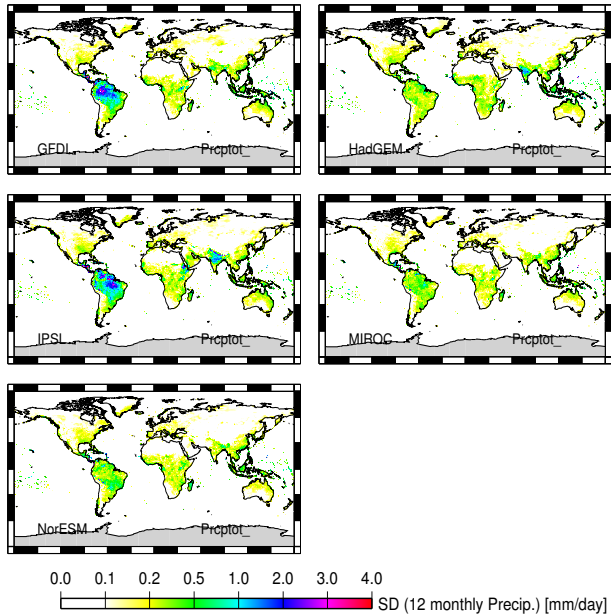 GFDL Prcptot_
HadGEM Prcptot_
IPSL Prcptot_
MIROC Prcptot_
NorESM Prcptot_
0.0 0.1 0.2 0.5 1.0 2.0 3.0 4.0
SD (12 monthly Precip.) [mm/day]